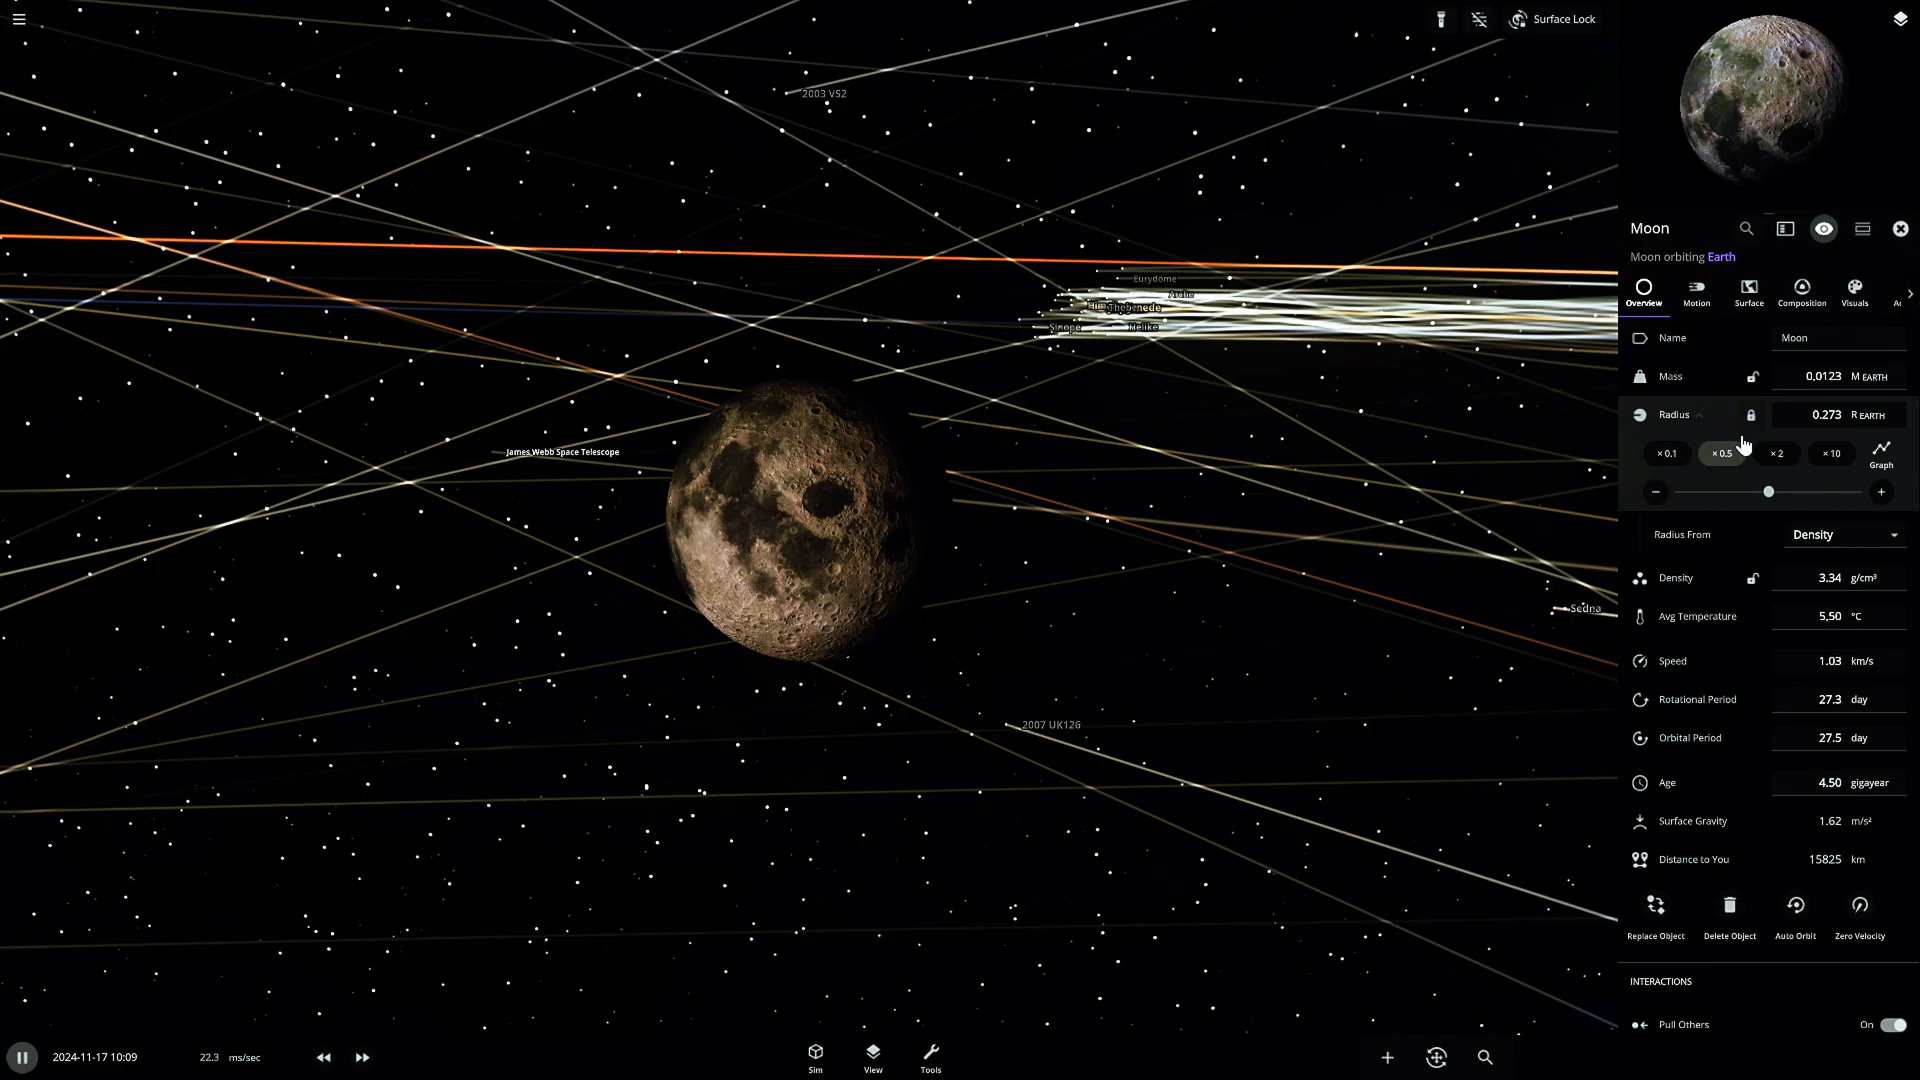 Surface Lock
2003 VS2
Eurydome
Arche
Sinope
Helike
James Webb Space Telescope
Sedna
2007 UK126
Moon
Moon orbiting Earth
Overview Motion Surface Composition Visuals
Name Moon
Mass 0.0123 M EARTH
Radius 0.273 R EARTH
× 0.1 × 0.5 × 2 × 10 Graph
Radius From Density
Density 3.34 g/cm³
Avg Temperature 5.50 °C
Speed 1.03 km/s
Rotational Period 27.3 day
Orbital Period 27.5 day
Age 4.50 gigayear
Surface Gravity 1.62 m/s²
Distance to You 15825 km
Replace Object Delete Object Auto Orbit Zero Velocity
INTERACTIONS
Pull Others On
2024-11-17 10:09 22.3 ms/sec
Sim View Tools